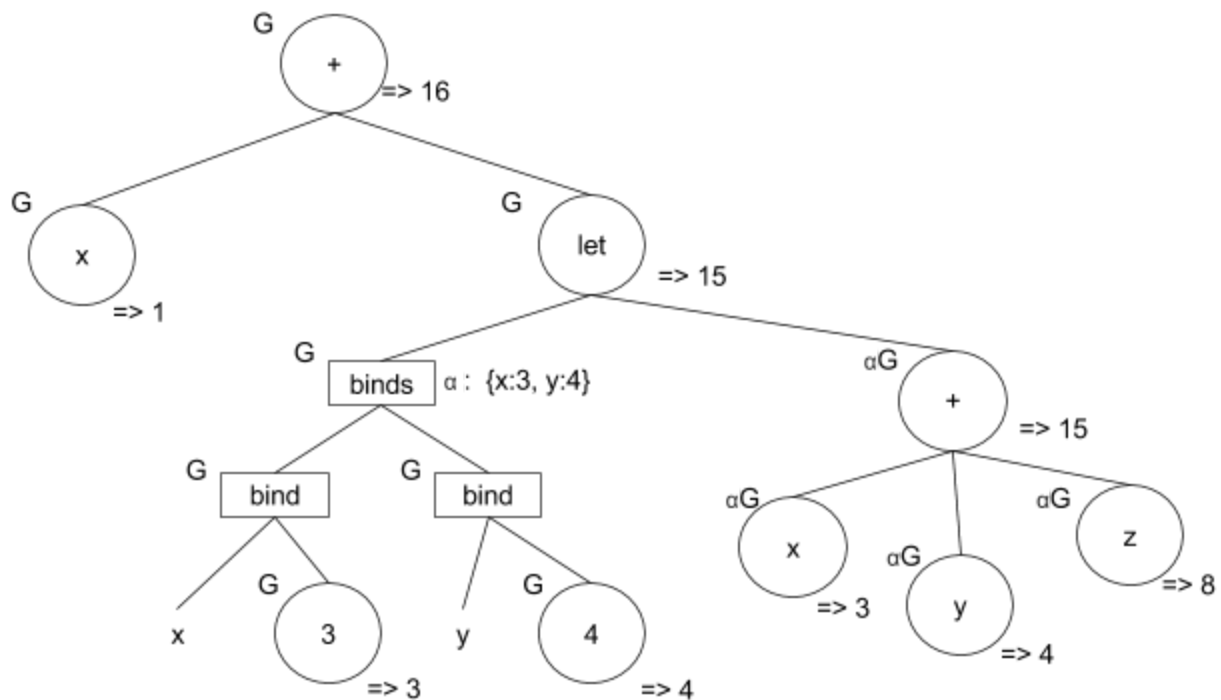 G
+
=> 16
G
x
=> 1
G
let
=> 15
G
binds
α : {x:3, y:4}
αG
+
=> 15
G
bind
G
bind
αG
x
=> 3
αG
y
=> 4
αG
z
=> 8
x
G
3
=> 3
y
G
4
=> 4